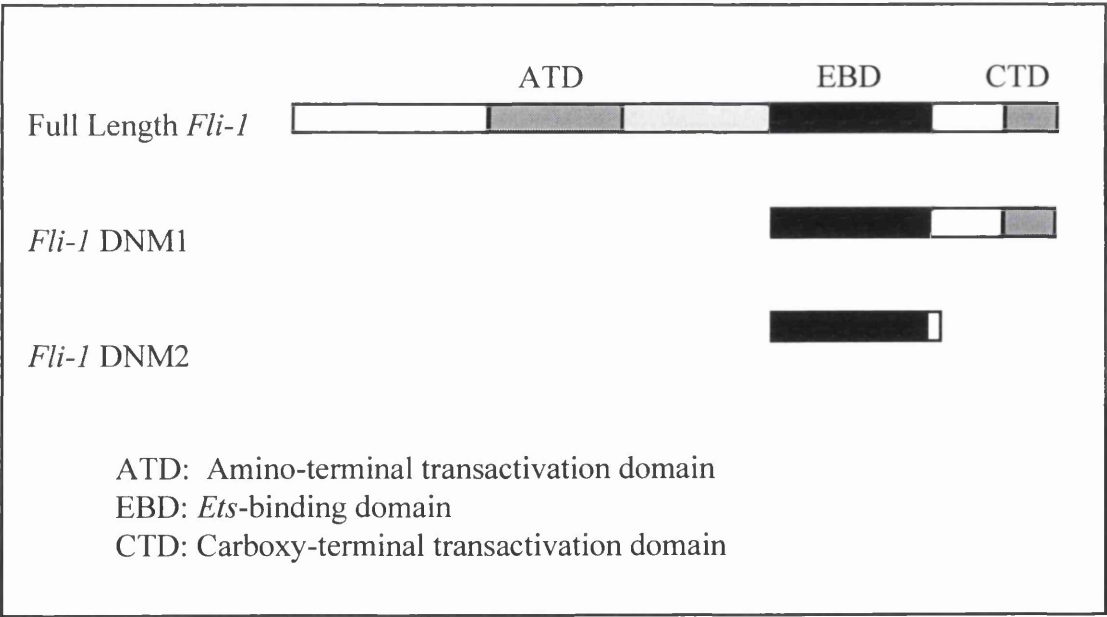 ATD EBD CTD
Full Length Fli-1
Fli-1 DNM1
Fli-1 DNM2
ATD: Amino-terminal transactivation domain
EBD: Ets-binding domain
CTD: Carboxy-terminal transactivation domain